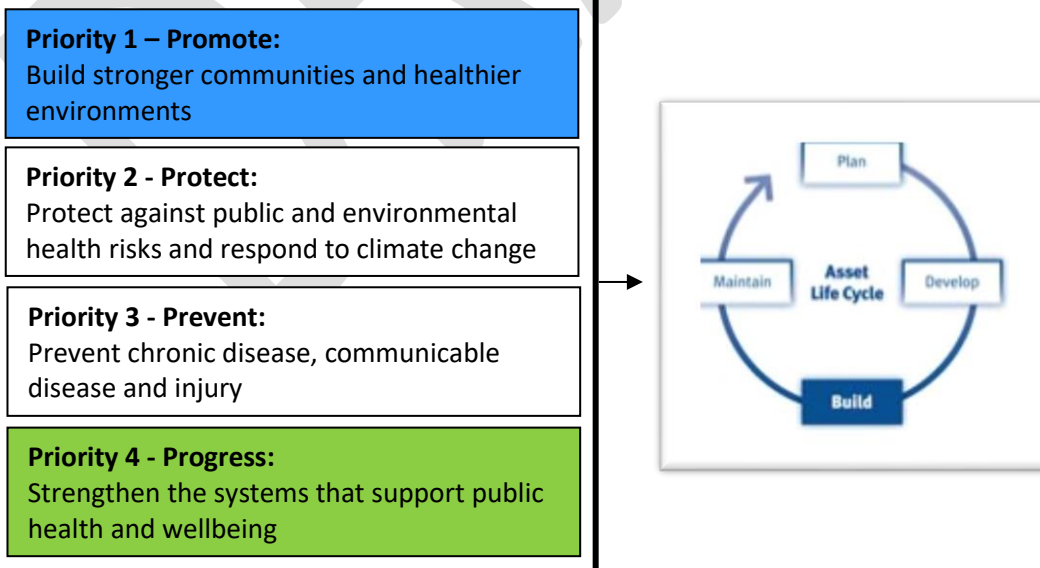 Priority 1 – Promote:
Build stronger communities and healthier
environments
Priority 2 - Protect:
Protect against public and environmental
health risks and respond to climate change
Priority 3 - Prevent:
Prevent chronic disease, communicable
disease and injury
Priority 4 - Progress:
Strengthen the systems that support public
health and wellbeing
Plan
Maintain
Asset
Life Cycle
Develop
Build